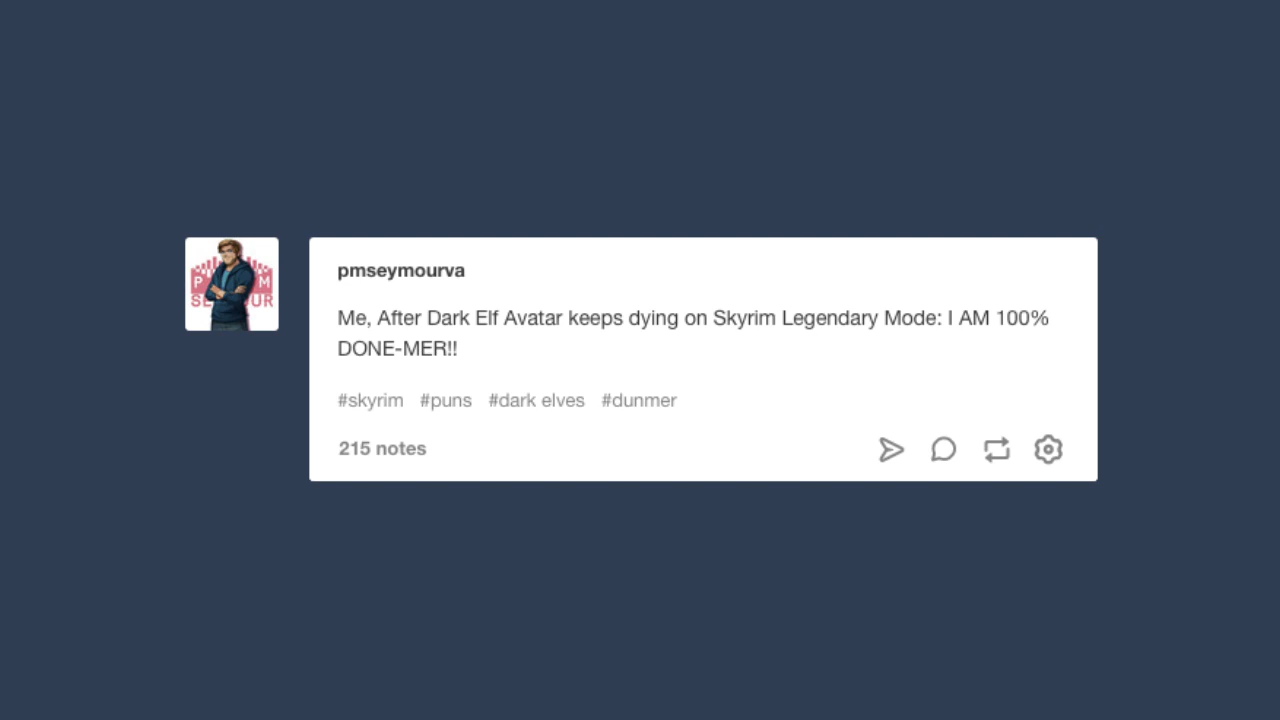 pmseymourva
Me, After Dark Elf Avatar keeps dying on Skyrim Legendary Mode: I AM 100%
DONE-MER!!
#skyrim #puns #dark elves #dunmer
215 notes